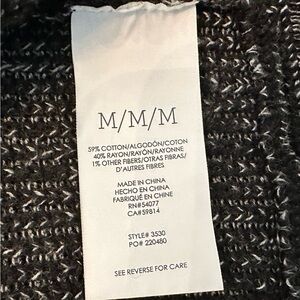 M/M/M
59% COTTON/ALGODÓN/COTON
40% RAYON/RAYÓN/RAYONNE
1% OTHER FIBERS/OTRAS FIBRAS/
D'AUTRES FIBRES
MADE IN CHINA
HECHO EN CHINA
FABRIQUÉ EN CHINE
RN#54077
CA#59814
STYLE# 3530
PO# 220480
SEE REVERSE FOR CARE